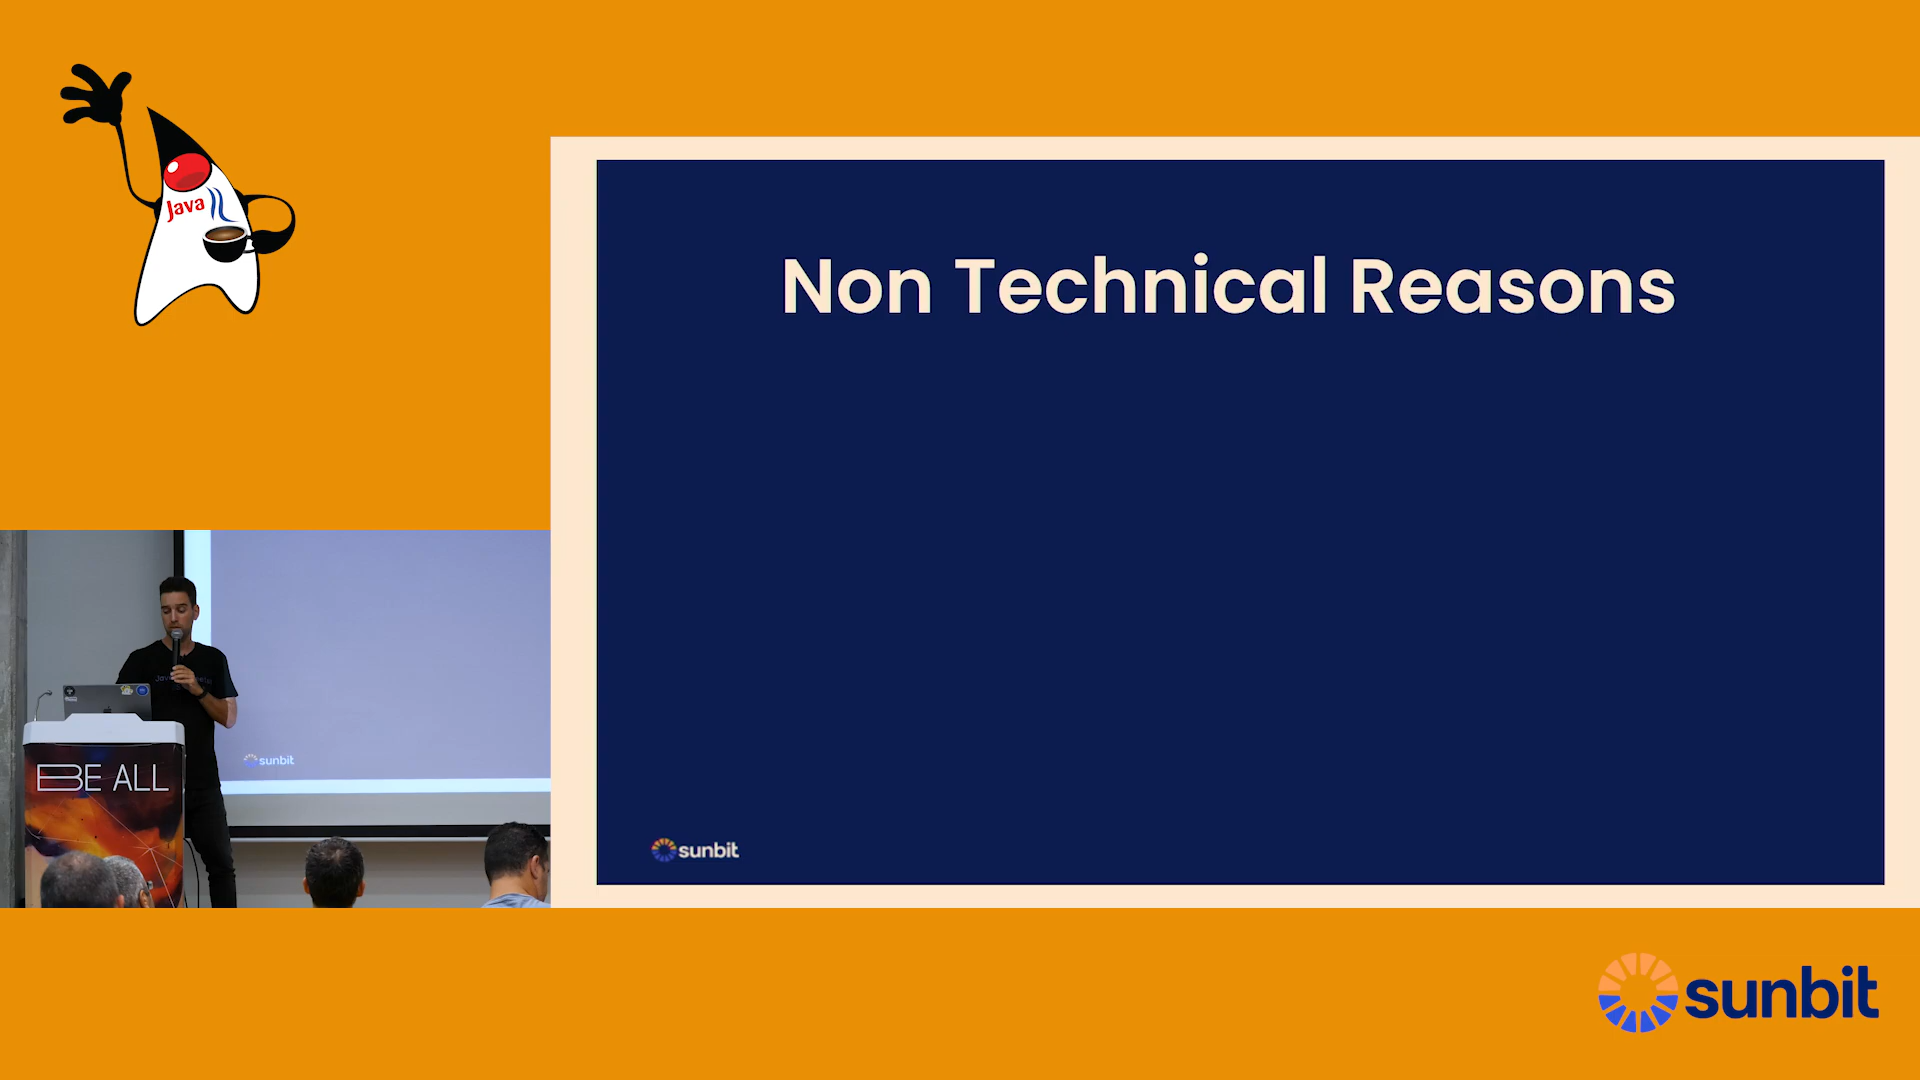 Java
Non Technical Reasons
sunbit
sunbit
BE ALL
sunbit